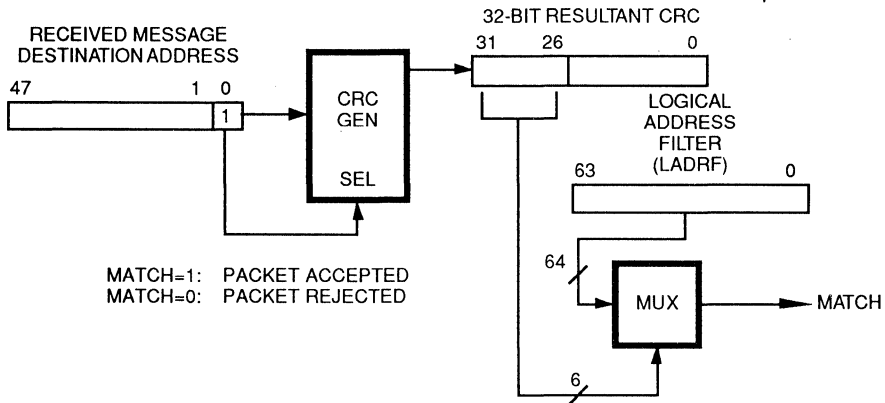 RECEIVED MESSAGE
DESTINATION ADDRESS
47 1 0
1
CRC
GEN
SEL
32-BIT RESULTANT CRC
31 26 0
LOGICAL
ADDRESS
FILTER
(LADRF)
63 0
64
MUX
MATCH
6
MATCH=1: PACKET ACCEPTED
MATCH=0: PACKET REJECTED